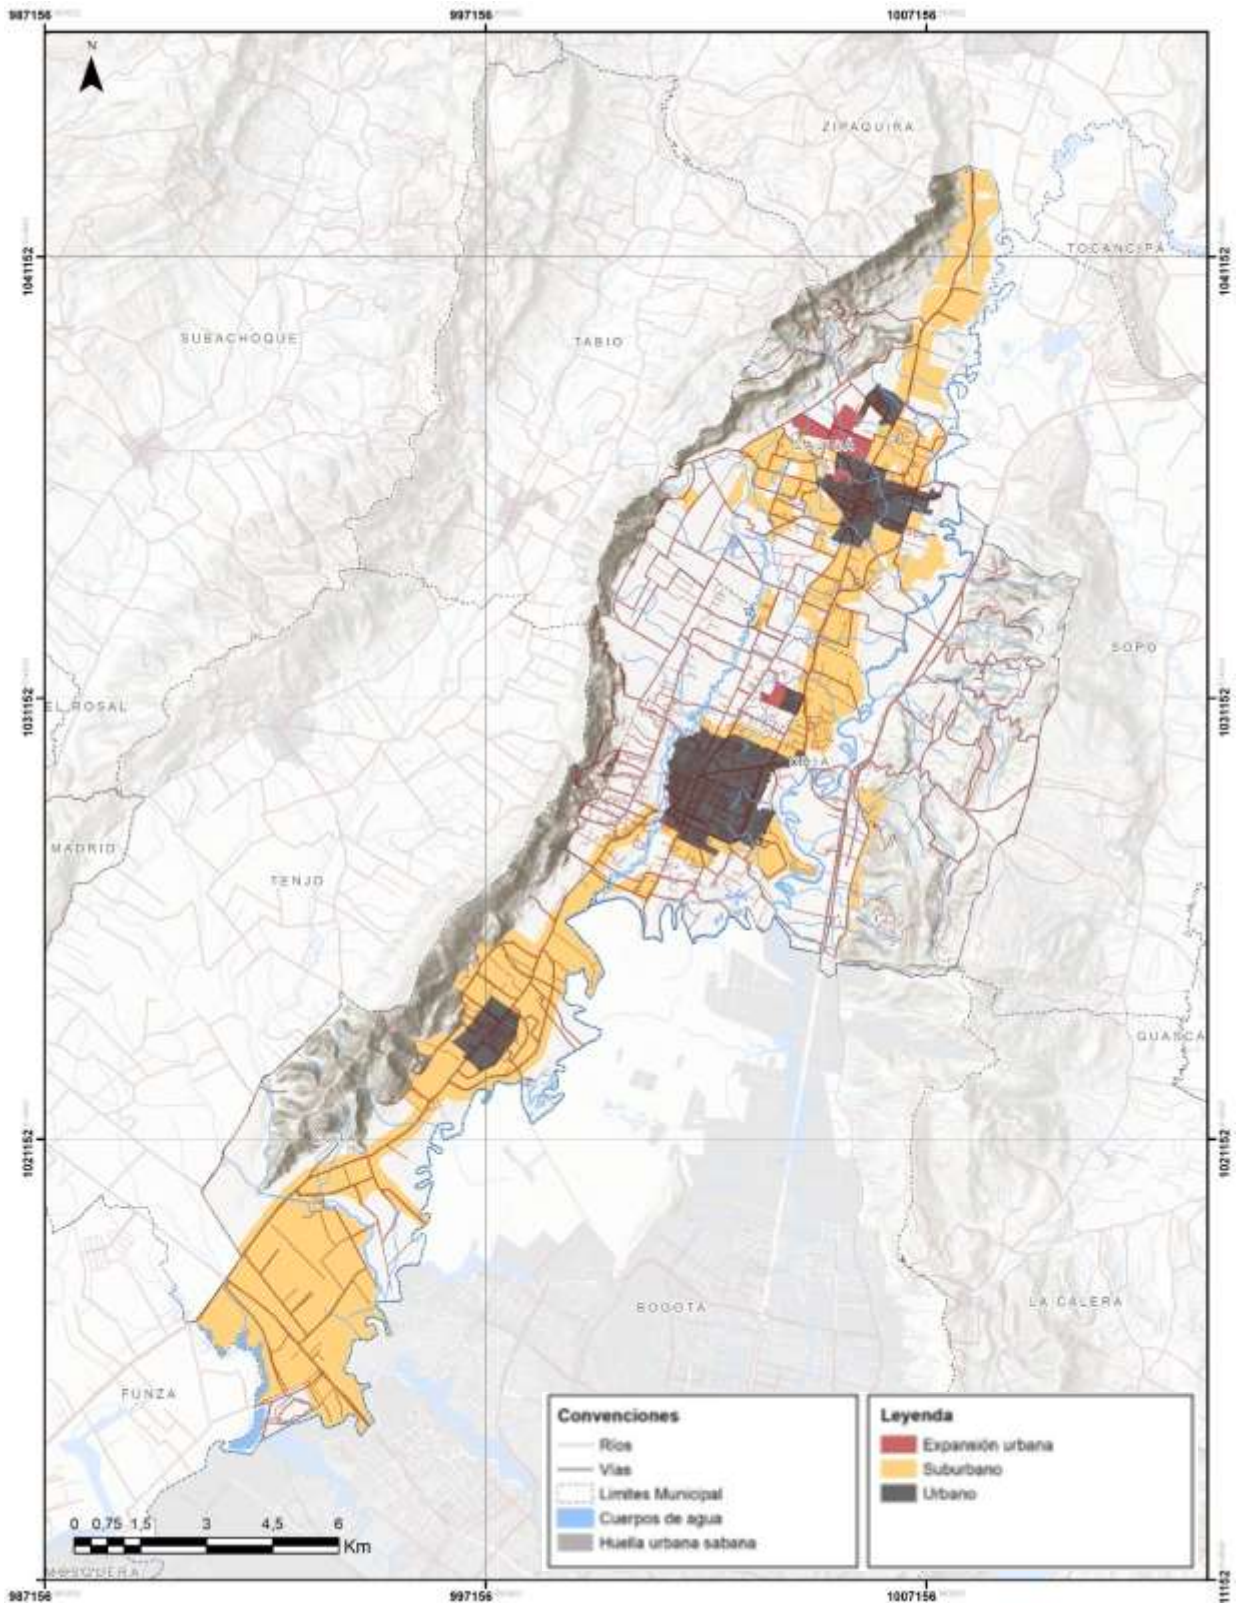 987156
997156
1007156
N
ZIPAQUIRA
1041152
TOCANCIPA
1041152
SUBACHOQUE
TABIO
SOPO
1031152
EL ROSAL
1031152
MADRID
TENJO
GUASCA
1021152
1021152
BOGOTA
LA CALERA
FUNZA
Convenciones
Ríos
Vías
Limites Municipal
Cuerpos de agua
Huella urbana sabana
Leyenda
Expansión urbana
Suburbano
Urbano
0 0,75 1,5 3 4,5 6
Km
MOSQUERA
987156
997156
1007156